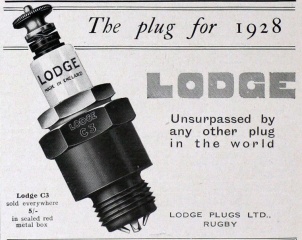 The plug for 1928
LODGE
MADE IN ENGLAND
LODGE
C3
LODGE
Unsurpassed by
any other plug
in the world
Lodge C3
sold everywhere
5/-
in sealed red
metal box
LODGE PLUGS LTD.,
RUGBY